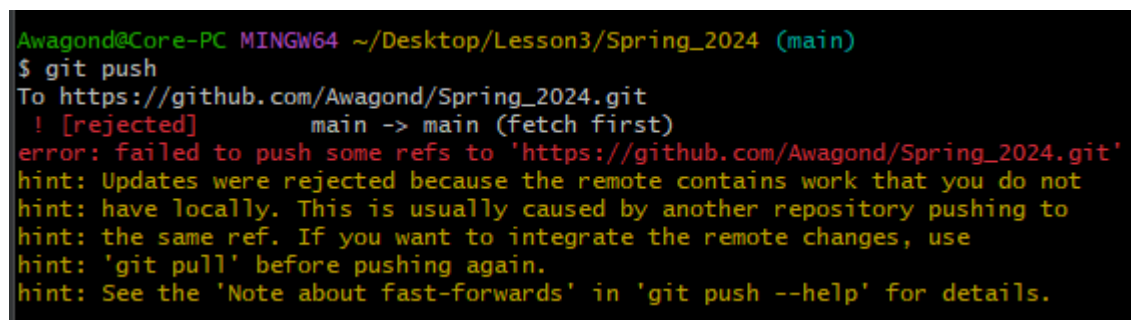 Awagond@Core-PC MINGW64 ~/Desktop/Lesson3/Spring_2024 (main)
$ git push
To https://github.com/Awagond/Spring_2024.git
 ! [rejected]        main -> main (fetch first)
error: failed to push some refs to 'https://github.com/Awagond/Spring_2024.git'
hint: Updates were rejected because the remote contains work that you do not
hint: have locally. This is usually caused by another repository pushing to
hint: the same ref. If you want to integrate the remote changes, use
hint: 'git pull' before pushing again.
hint: See the 'Note about fast-forwards' in 'git push --help' for details.